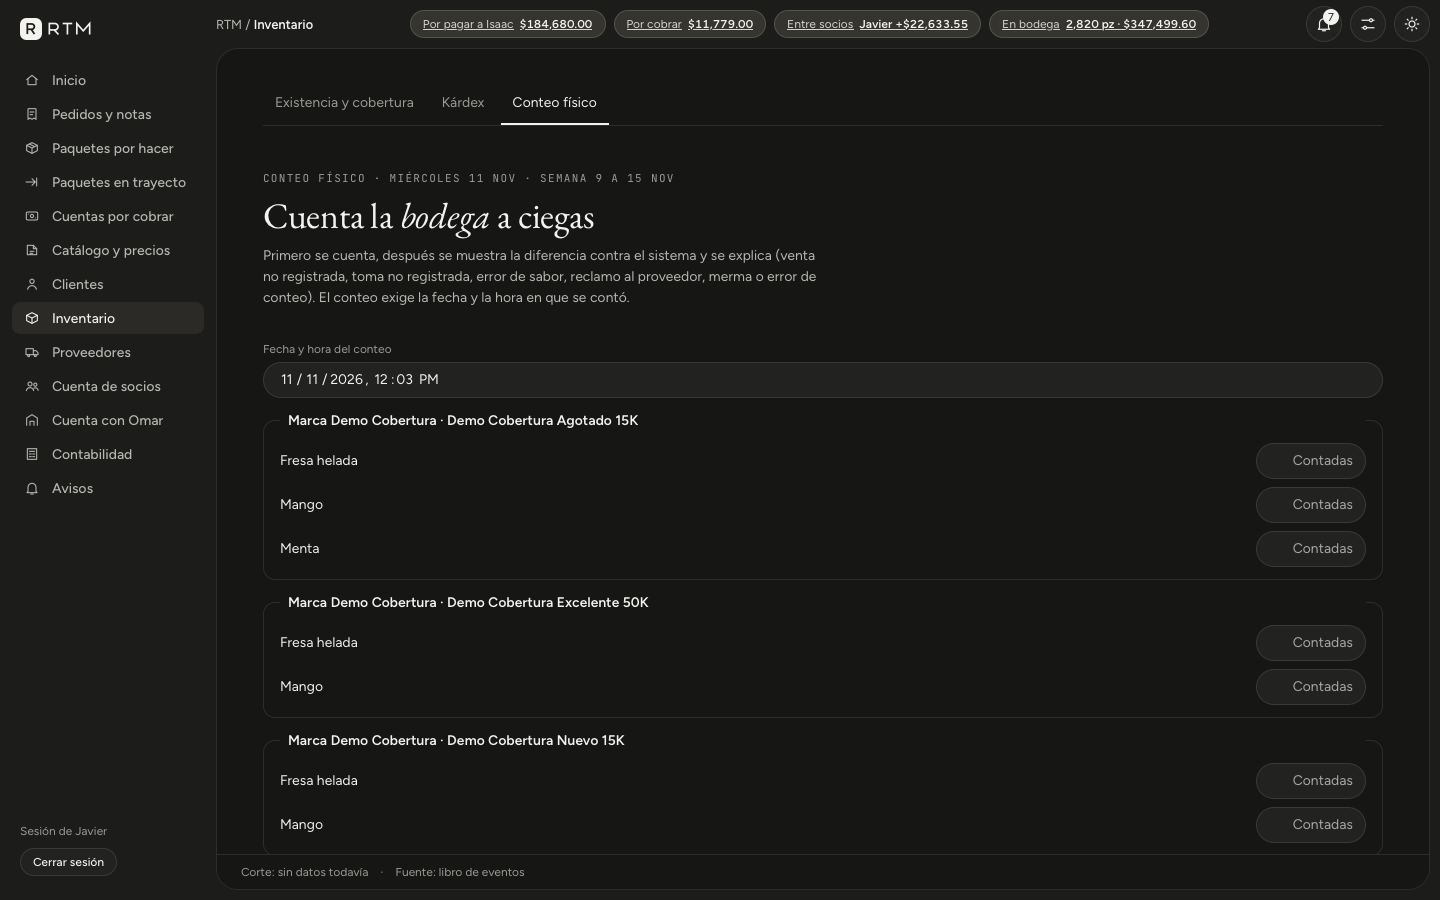 R RTM
RTM / Inventario
Por pagar a Isaac $184,680.00
Por cobrar $11,779.00
Entre socios Javier +$22,633.55
En bodega 2,820 pz · $347,499.60
7
Inicio
Pedidos y notas
Paquetes por hacer
Paquetes en trayecto
Cuentas por cobrar
Catálogo y precios
Clientes
Inventario
Proveedores
Cuenta de socios
Cuenta con Omar
Contabilidad
Avisos
Sesión de Javier
Cerrar sesión
Existencia y cobertura
Kárdex
Conteo físico
CONTEO FÍSICO · MIÉRCOLES 11 NOV · SEMANA 9 A 15 NOV
Cuenta la bodega a ciegas
Primero se cuenta, después se muestra la diferencia contra el sistema y se explica (venta
no registrada, toma no registrada, error de sabor, reclamo al proveedor, merma o error de
conteo). El conteo exige la fecha y la hora en que se contó.
Fecha y hora del conteo
11 / 11 / 2026, 12:03 PM
Marca Demo Cobertura · Demo Cobertura Agotado 15K
Fresa helada Contadas
Mango Contadas
Menta Contadas
Marca Demo Cobertura · Demo Cobertura Excelente 50K
Fresa helada Contadas
Mango Contadas
Marca Demo Cobertura · Demo Cobertura Nuevo 15K
Fresa helada Contadas
Mango Contadas
Corte: sin datos todavía · Fuente: libro de eventos